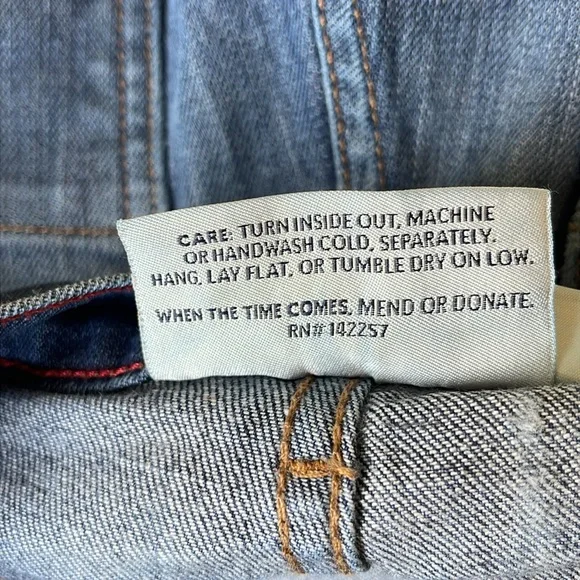 CARE: TURN INSIDE OUT, MACHINE
OR HANDWASH COLD, SEPARATELY.
HANG, LAY FLAT, OR TUMBLE DRY ON LOW.
WHEN THE TIME COMES, MEND OR DONATE.
RN# 142257